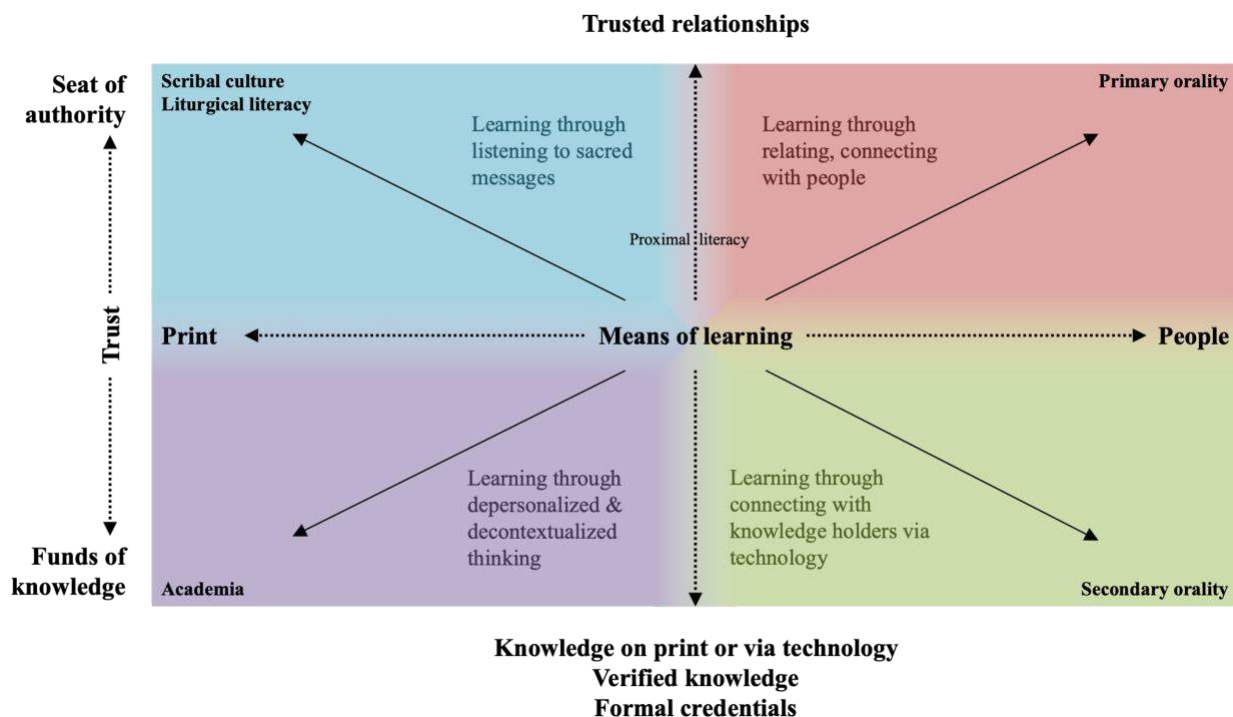 Trusted relationships
Seat of
authority
Scribal culture
Liturgical literacy
Primary orality
Learning through
listening to sacred
messages
Learning through
relating, connecting
with people
Proximal literacy
Trust
Print
Means of learning
People
Learning through
depersonalized &
decontextualized
thinking
Learning through
connecting with
knowledge holders via
technology
Funds of
knowledge
Academia
Secondary orality
Knowledge on print or via technology
Verified knowledge
Formal credentials